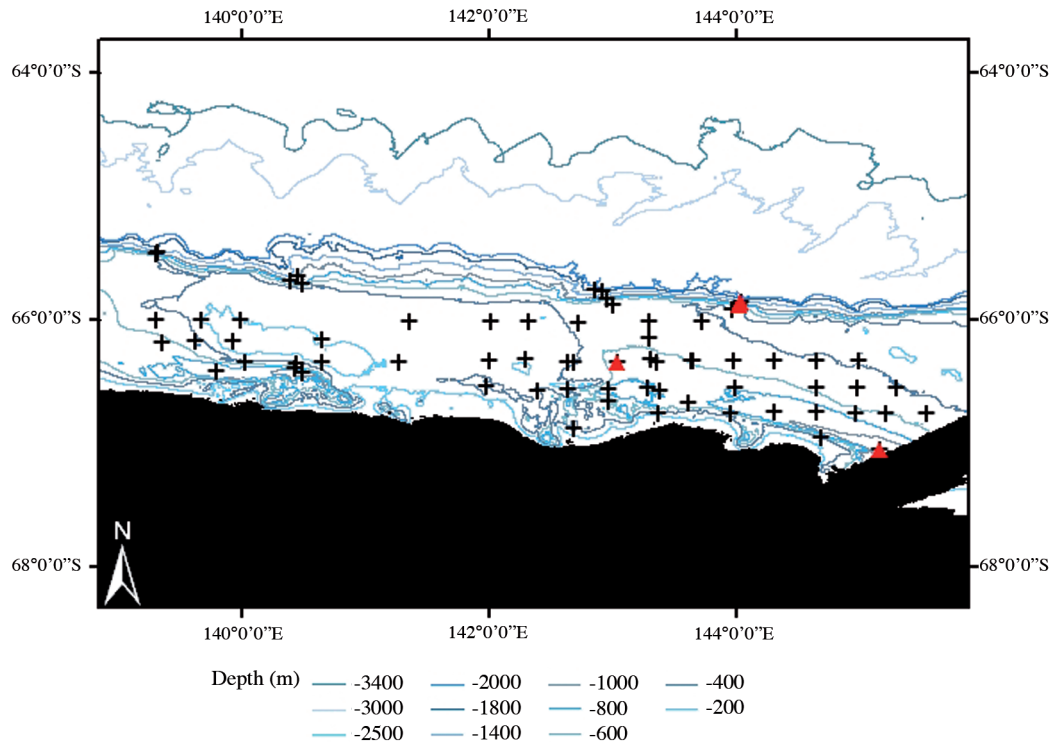 140°0’0”E 142°0’0”E 144°0’0”E
64°0’0”S 64°0’0”S
66°0’0”S 66°0’0”S
N
68°0’0”S 68°0’0”S
140°0’0”E 142°0’0”E 144°0’0”E
Depth (m) -3400 -2000 -1000 -400
-3000 -1800 -800 -200
-2500 -1400 -600